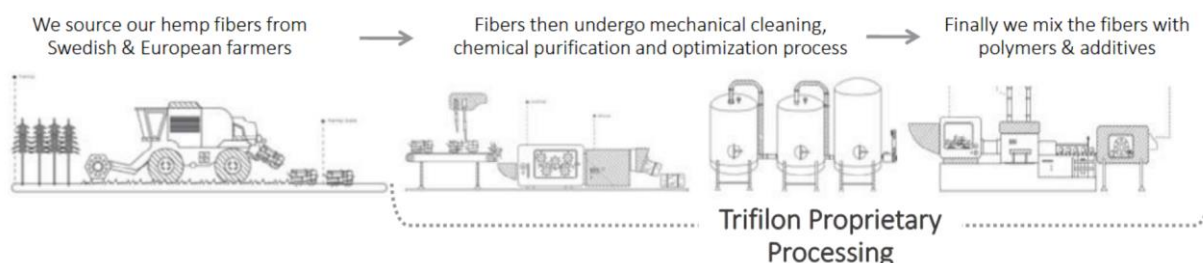 We source our hemp fibers from
Swedish & European farmers
Fibers then undergo mechanical cleaning,
chemical purification and optimization process
Finally we mix the fibers with
polymers & additives
Trifilon Proprietary
Processing